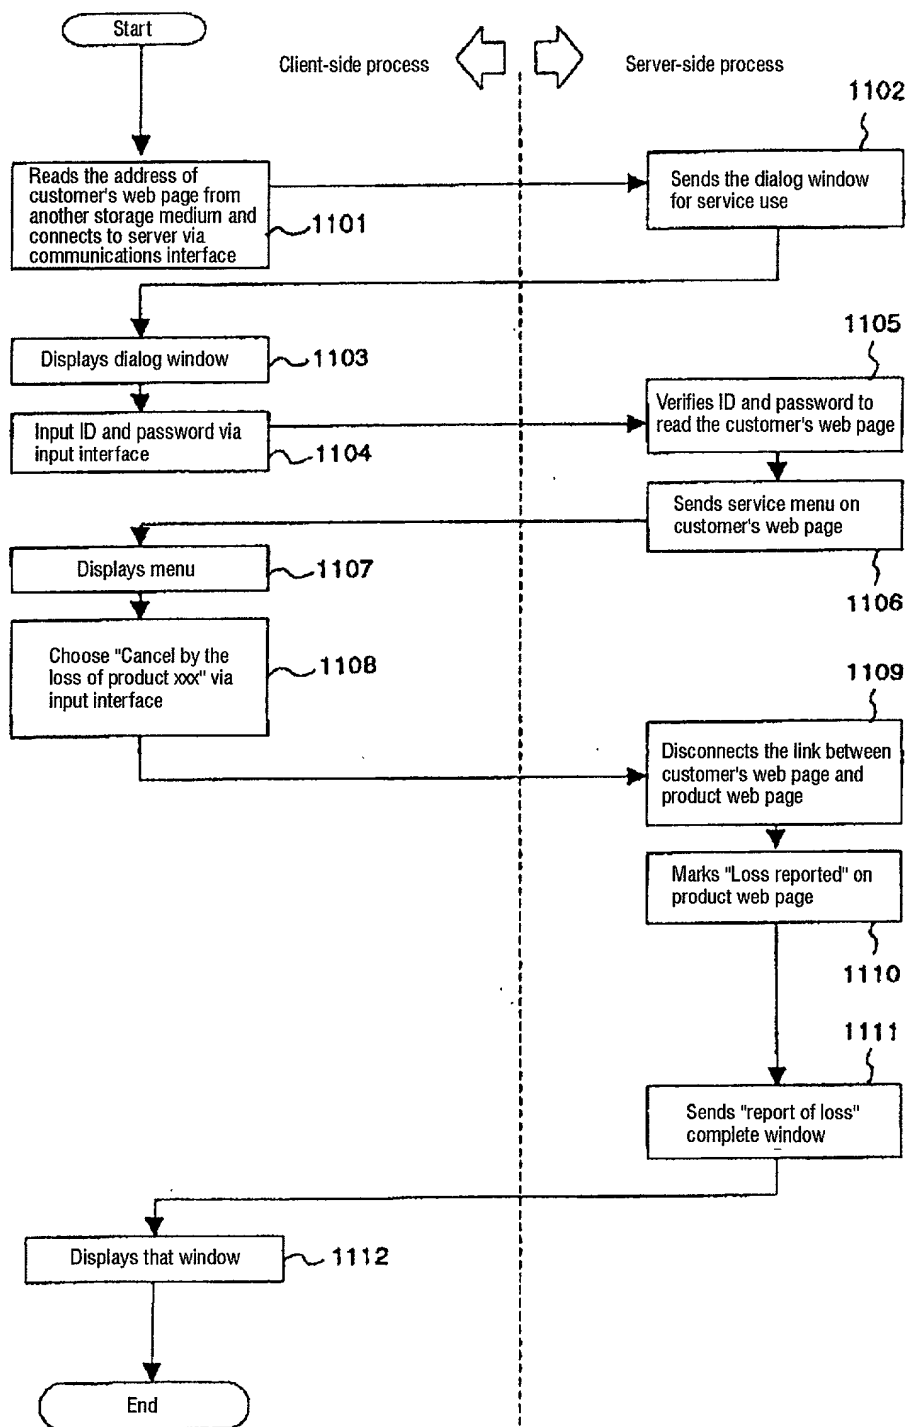 Start
Client-side process
Server-side process
1102
Reads the address of
customer's web page from
another storage medium and
connects to server via
communications interface
1101
Sends the dialog window
for service use
Displays dialog window
1103
1105
Input ID and password via
input interface
1104
Verifies ID and password to
read the customer's web page
Sends service menu on
customer's web page
1106
Displays menu
1107
Choose "Cancel by the
loss of product xxx" via
input interface
1108
1109
Disconnects the link between
customer's web page and
product web page
Marks "Loss reported" on
product web page
1110
1111
Sends "report of loss"
complete window
Displays that window
1112
End